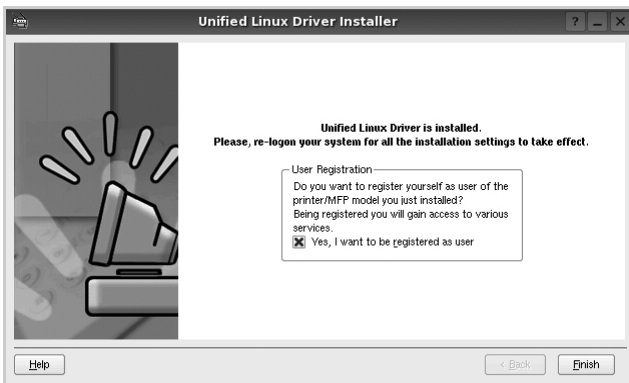 Unified Linux Driver Installer
Unified Linux Driver is installed.
Please, re-logon your system for all the installation settings to take effect.
User Registration
Do you want to register yourself as user of the
printer/MFP model you just installed?
Being registered you will gain access to various
services.
Yes, I want to be registered as user
Help
< Back
Finish